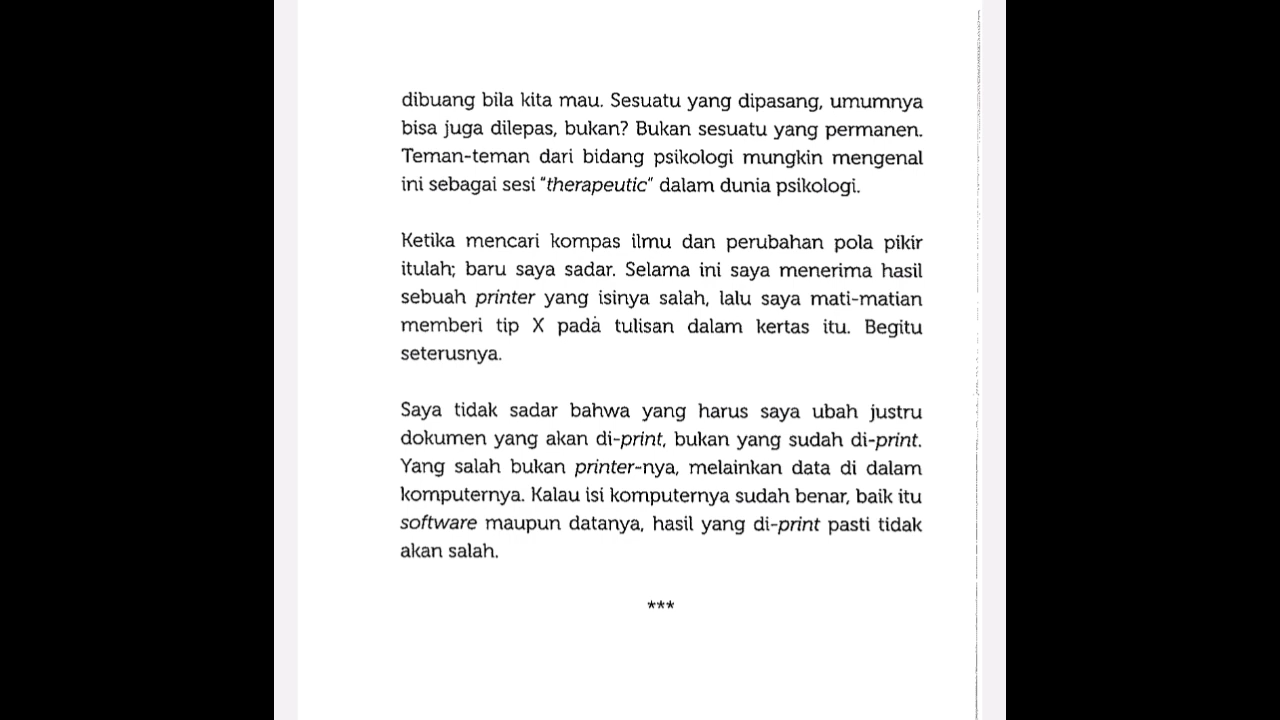 dibuang bila kita mau. Sesuatu yang dipasang, umumnya
bisa juga dilepas, bukan? Bukan sesuatu yang permanen.
Teman-teman dari bidang psikologi mungkin mengenal
ini sebagai sesi "therapeutic" dalam dunia psikologi.
Ketika mencari kompas ilmu dan perubahan pola pikir
itulah; baru saya sadar. Selama ini saya menerima hasil
sebuah printer yang isinya salah, lalu saya mati-matian
memberi tip X pada tulisan dalam kertas itu. Begitu
seterusnya.
Saya tidak sadar bahwa yang harus saya ubah justru
dokumen yang akan di-print, bukan yang sudah di-print.
Yang salah bukan printer-nya, melainkan data di dalam
komputernya. Kalau isi komputernya sudah benar, baik itu
software maupun datanya, hasil yang di-print pasti tidak
akan salah.
***